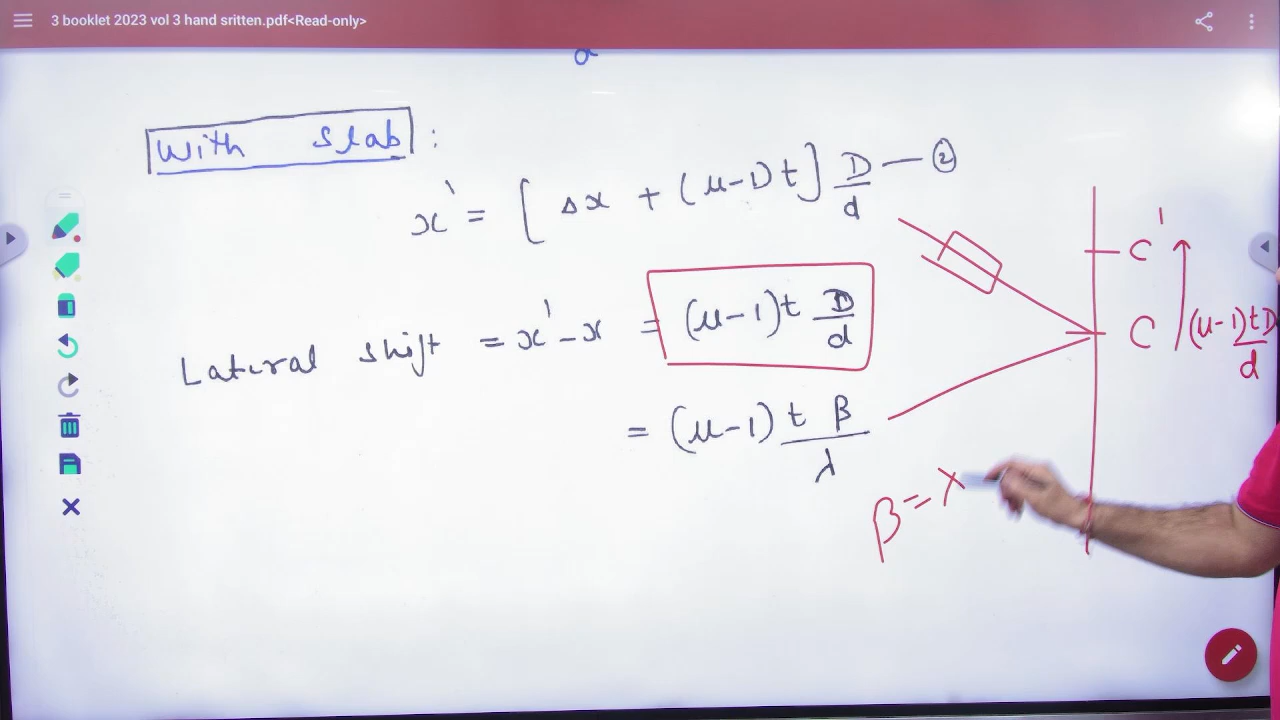 3 booklet 2023 vol 3 hand sritten.pdf<Read-only>
a
With Slab :
x' = [ Δx + (μ-1)t ] D/d — ②
Lateral shift = x' - x = (μ-1)t D/d
= (μ-1) t β/λ
C'
C (μ-1)tD/d
β = λ